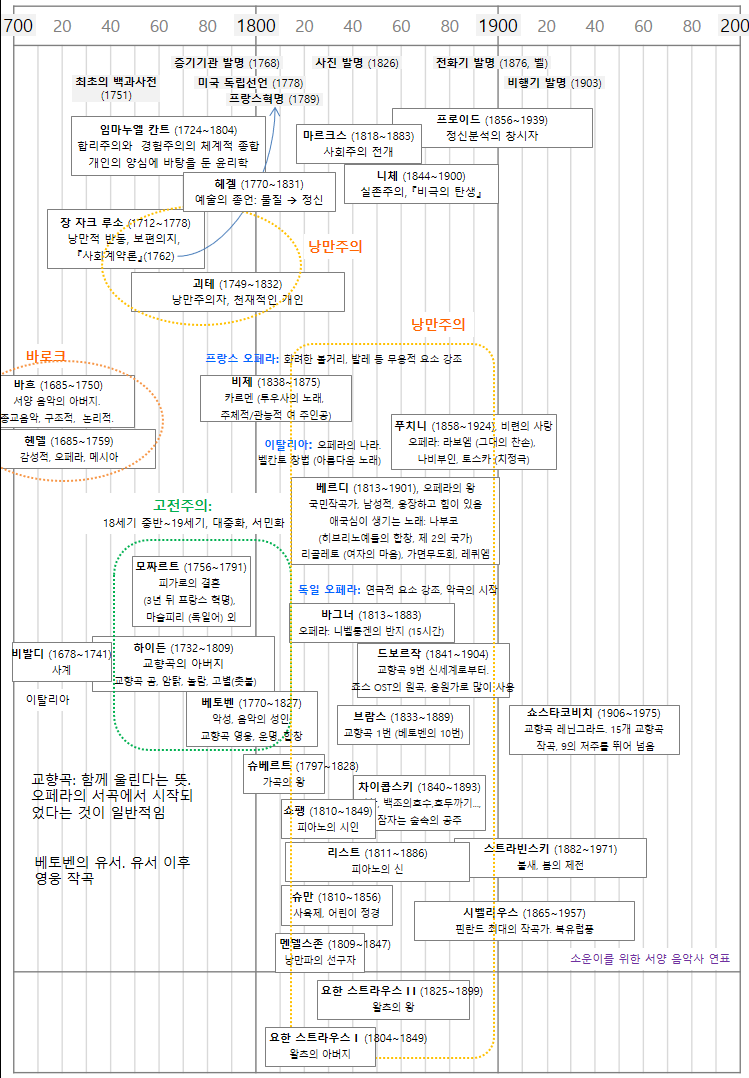 700 20 40 60 80 1800 20 40 60 80 1900 20 40 60 80 200
증기기관 발명 (1768)
사진 발명 (1826)
전화기 발명 (1876, 벨)
최초의 백과사전
(1751)
미국 독립선언 (1778)
비행기 발명 (1903)
프랑스혁명 (1789)
임마누엘 칸트 (1724~1804)
합리주의와 경험주의의 체계적 종합
개인의 양심에 바탕을 둔 윤리학
마르크스 (1818~1883)
사회주의 전개
프로이드 (1856~1939)
정신분석의 창시자
헤겔 (1770~1831)
예술의 종언: 물질 → 정신
니체 (1844~1900)
실존주의, 『비극의 탄생』
장 자크 루소 (1712~1778)
낭만적 반동, 보편의지,
『사회계약론』(1762)
낭만주의
괴테 (1749~1832)
낭만주의자, 천재적인 개인
낭만주의
바로크
프랑스 오페라: 화려한 볼거리, 발레 등 무용적 요소 강조
바흐 (1685~1750)
서양 음악의 아버지.
종교음악, 구조적, 논리적.
비제 (1838~1875)
카르멘 (투우사의 노래,
주체적/관능적 여 주인공)
헨델 (1685~1759)
감성적, 오페라, 메시아
푸치니 (1858~1924), 비련의 사랑
오페라: 라보엠 (그대의 찬손),
나비부인, 토스카 (치정극)
이탈리아: 오페라의 나라.
벨칸토 창법 (아름다운 노래)
베르디 (1813~1901), 오페라의 왕
국민작곡가, 남성적, 웅장하고 힘이 있음
애국심이 생기는 노래: 나부코
(히브리노예들의 합창, 제 2의 국가)
리골레트 (여자의 마음), 가면무도회, 레퀴엠
고전주의:
18세기 중반~19세기, 대중화, 서민화
모짜르트 (1756~1791)
피가로의 결혼
(3년 뒤 프랑스 혁명),
마술피리 (독일어) 외
독일 오페라: 연극적 요소 강조, 악극의 시작
바그너 (1813~1883)
오페라: 니벨룽겐의 반지 (15시간)
비발디 (1678~1741)
사계
이탈리아
하이든 (1732~1809)
교향곡의 아버지
교향곡 곰, 암탉, 놀람, 고별(촛불)
드보르작 (1841~1904)
교향곡 9번 신세계로부터.
죠스 OST의 원곡, 응원가로 많이 사용
베토벤 (1770~1827)
악성, 음악의 성인
교향곡 영웅, 운명, 합창
브람스 (1833~1889)
교향곡 1번 (베토벤의 10번)
쇼스타코비치 (1906~1975)
교향곡 레닌그라드, 15개 교향곡
작곡, 9의 저주를 뛰어 넘음
슈베르트 (1797~1828)
가곡의 왕
교향곡: 함께 울린다는 뜻.
오페라의 서곡에서 시작되
었다는 것이 일반적임
차이콥스키 (1840~1893)
백조의호수,호두까기...,
잠자는 숲속의 공주
쇼팽 (1810~1849)
피아노의 시인
리스트 (1811~1886)
피아노의 신
스트라빈스키 (1882~1971)
불새, 봄의 제전
베토벤의 유서. 유서 이후
영웅 작곡
슈만 (1810~1856)
사육제, 어린이 정경
시벨리우스 (1865~1957)
핀란드 최대의 작곡가. 북유럽풍
멘델스존 (1809~1847)
낭만파의 선구자
소운이를 위한 서양 음악사 연표
요한 스트라우스 II (1825~1899)
왈츠의 왕
요한 스트라우스 I (1804~1849)
왈츠의 아버지